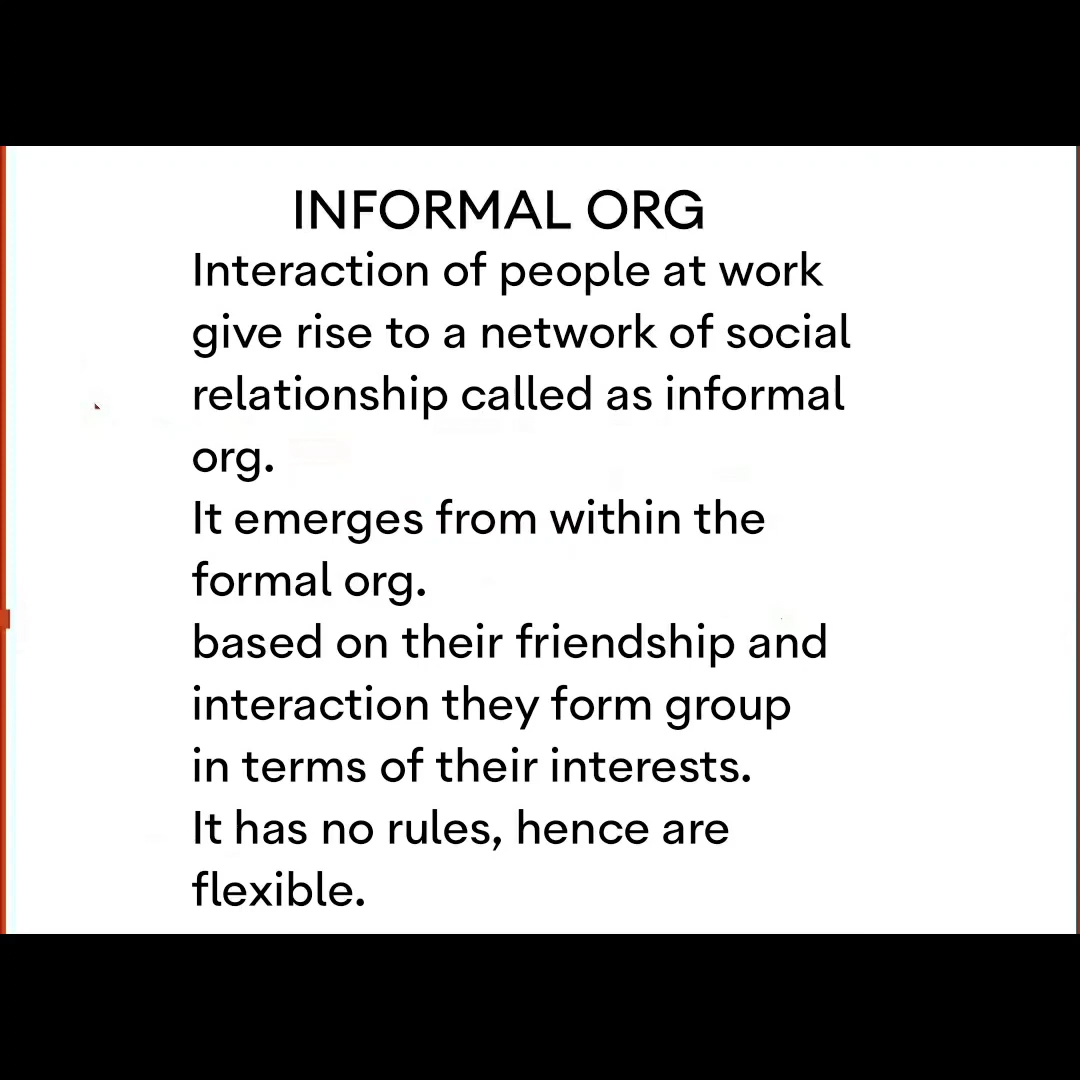 INFORMAL ORG
Interaction of people at work
give rise to a network of social
relationship called as informal
org.
It emerges from within the
formal org.
based on their friendship and
interaction they form group
in terms of their interests.
It has no rules, hence are
flexible.